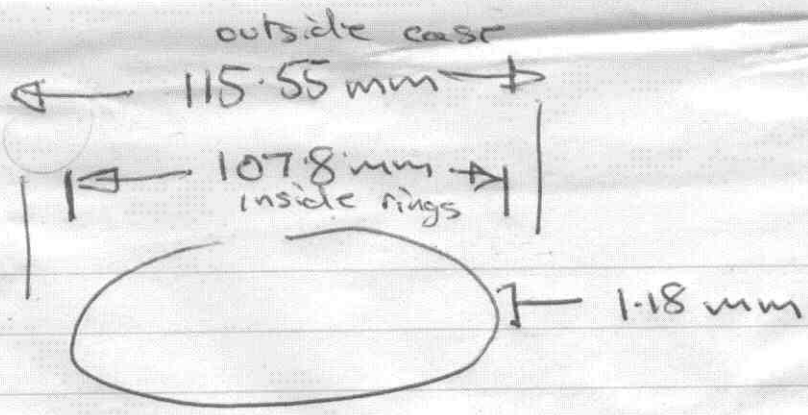 outside case
115.55 mm
107.8 mm
inside rings
1.18 mm